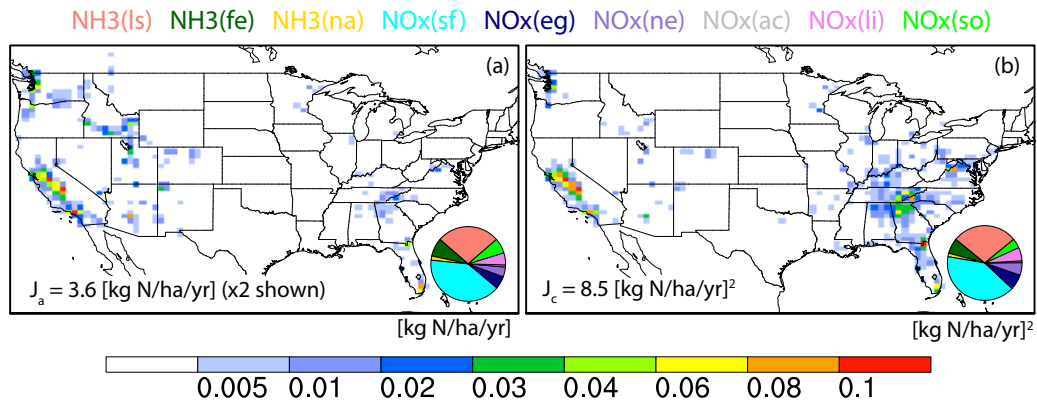 NH3(ls) NH3(fe) NH3(na) NOx(sf) NOx(eg) NOx(ne) NOx(ac) NOx(li) NOx(so)
(a) (b)
J_a = 3.6 [kg N/ha/yr] (x2 shown) J_c = 8.5 [kg N/ha/yr]²
[kg N/ha/yr] [kg N/ha/yr]²
0.005 0.01 0.02 0.03 0.04 0.06 0.08 0.1